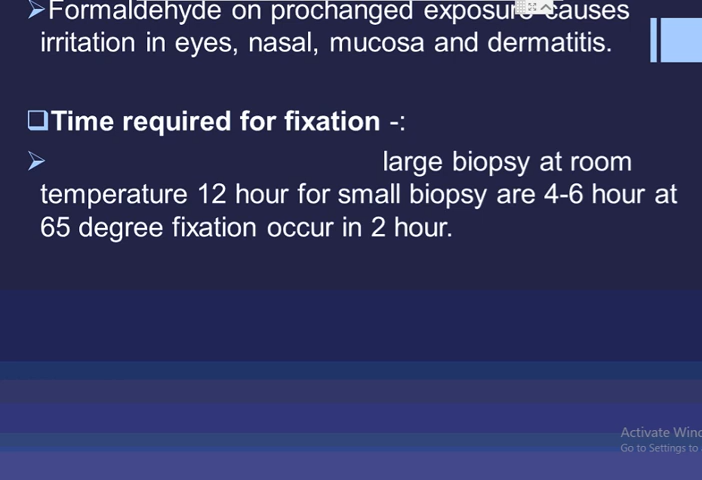 ➢Formaldehyde on prochanged exposure causes
irritation in eyes, nasal, mucosa and dermatitis.
❑Time required for fixation -:
➢ large biopsy at room
temperature 12 hour for small biopsy are 4-6 hour at
65 degree fixation occur in 2 hour.
Activate Win
Go to Settings to